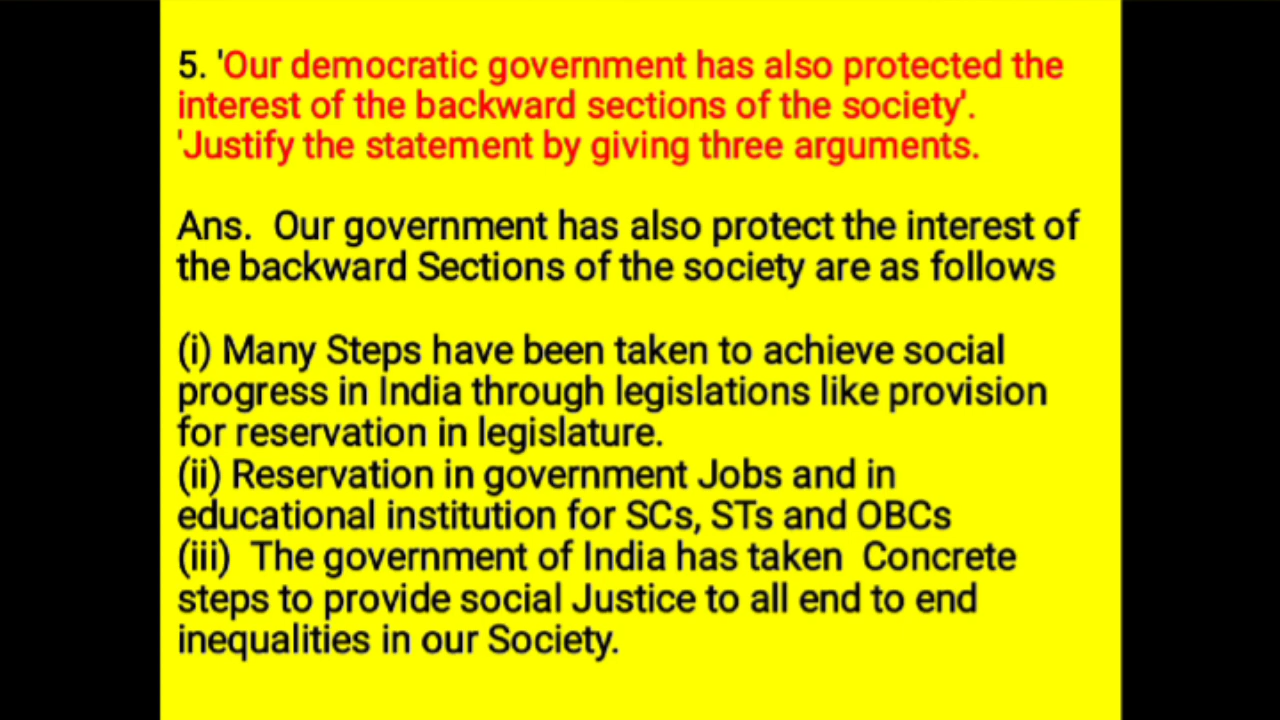 5. 'Our democratic government has also protected the
interest of the backward sections of the society'.
'Justify the statement by giving three arguments.
Ans.  Our government has also protect the interest of
the backward Sections of the society are as follows
(i) Many Steps have been taken to achieve social
progress in India through legislations like provision
for reservation in legislature.
(ii) Reservation in government Jobs and in
educational institution for SCs, STs and OBCs
(iii)  The government of India has taken  Concrete
steps to provide social Justice to all end to end
inequalities in our Society.